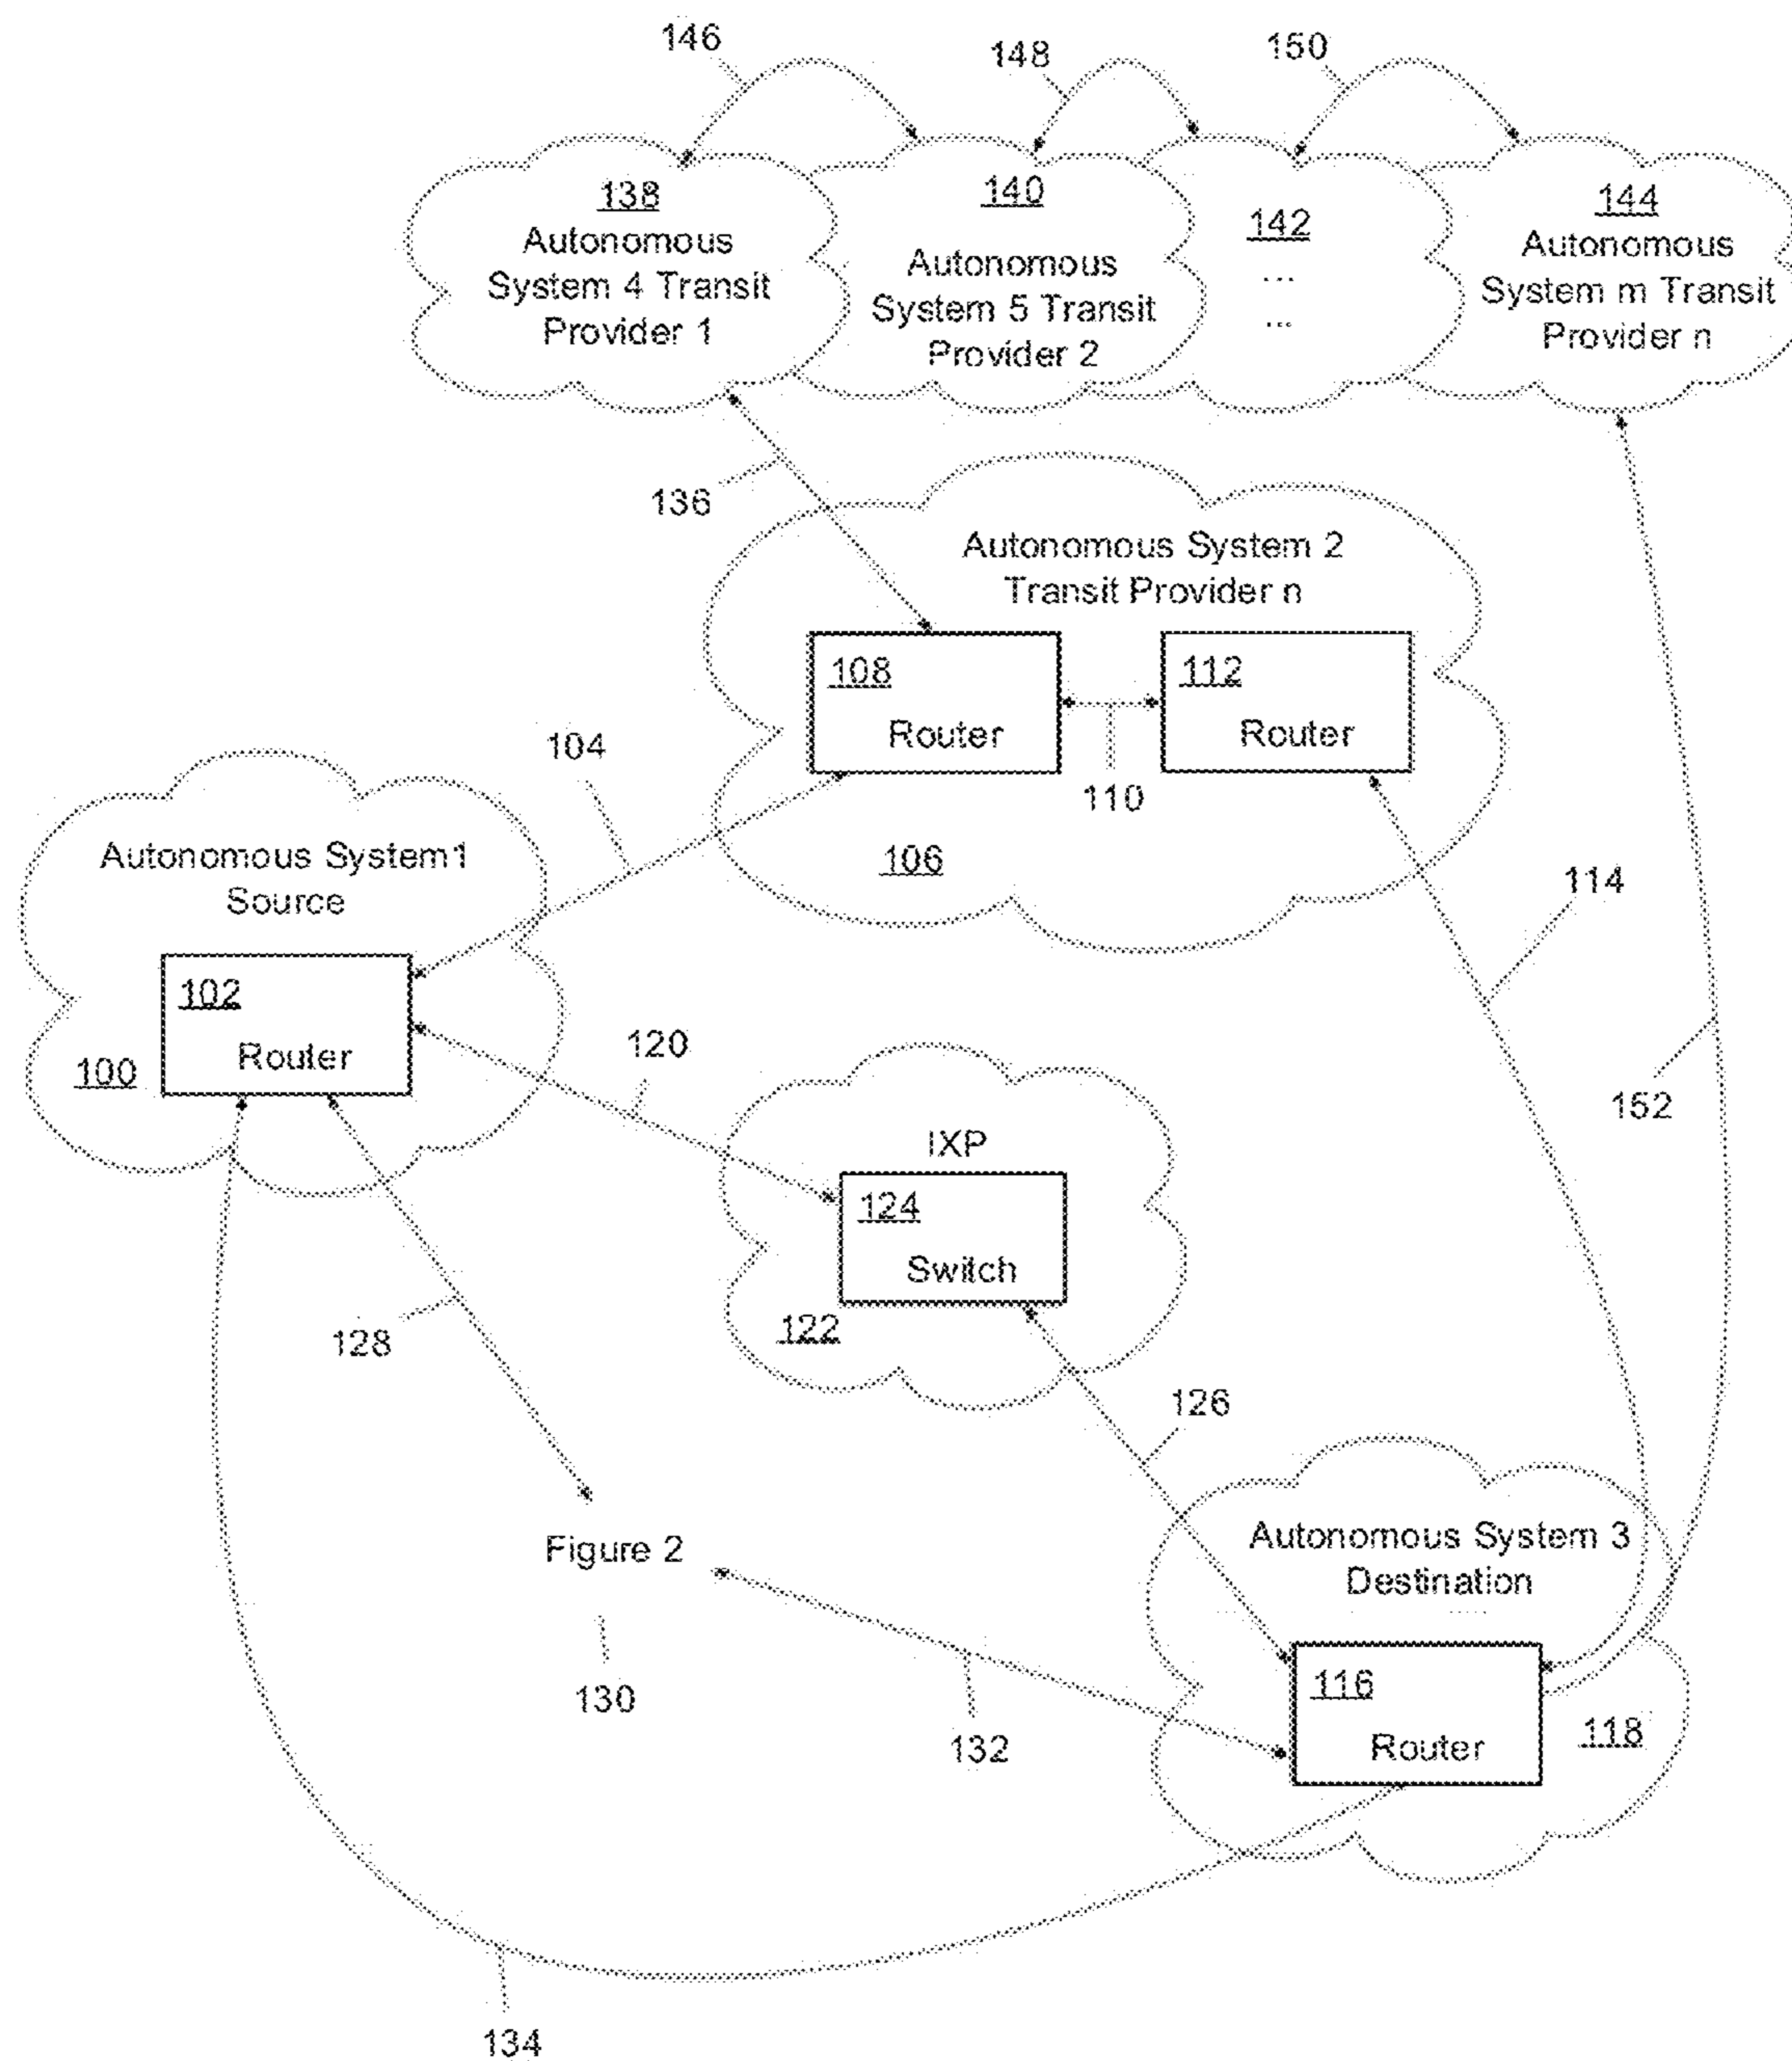 146
148
150
138
Autonomous
System 4 Transit
Provider 1
140
Autonomous
System 5 Transit
Provider 2
142
...
...
144
Autonomous
System m Transit
Provider n
136
Autonomous System 2
Transit Provider n
108
Router
112
Router
110
106
104
Autonomous System1
Source
102
Router
100
114
152
120
IXP
124
Switch
122
128
126
Figure 2
130
Autonomous System 3
Destination
116
Router
118
132
134